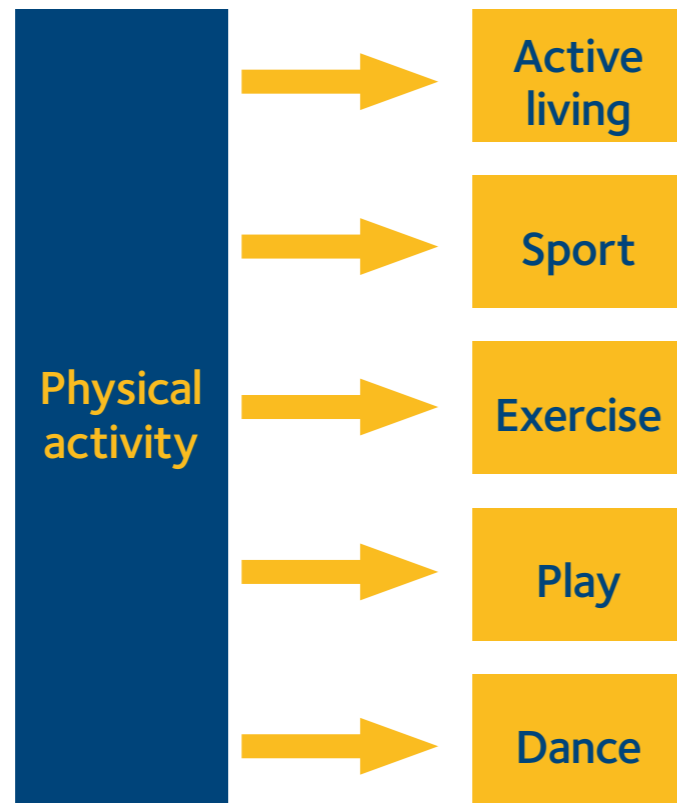 Physical
activity
Active
living
Sport
Exercise
Play
Dance